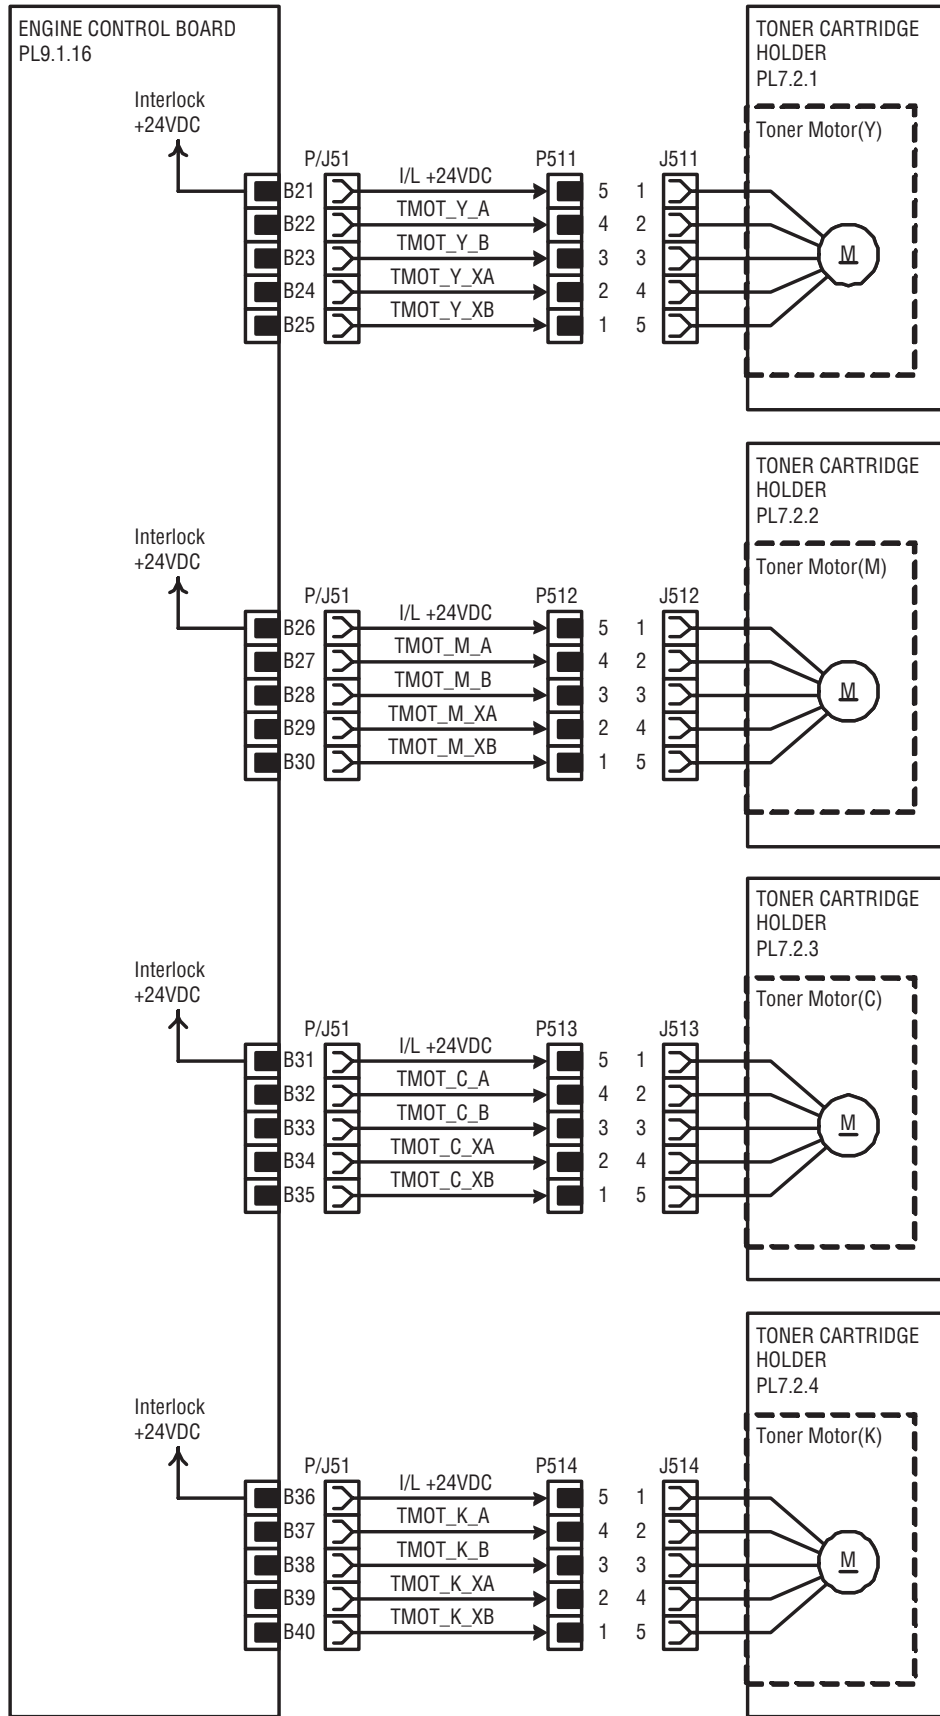 ENGINE CONTROL BOARD
PL9.1.16
TONER CARTRIDGE
HOLDER
PL7.2.1
Interlock
+24VDC
Toner Motor(Y)
P/J51 P511 J511
B21 I/L +24VDC 5 1
B22 TMOT_Y_A 4 2
B23 TMOT_Y_B 3 3
B24 TMOT_Y_XA 2 4
B25 TMOT_Y_XB 1 5
M
TONER CARTRIDGE
HOLDER
PL7.2.2
Interlock
+24VDC
Toner Motor(M)
P/J51 P512 J512
B26 I/L +24VDC 5 1
B27 TMOT_M_A 4 2
B28 TMOT_M_B 3 3
B29 TMOT_M_XA 2 4
B30 TMOT_M_XB 1 5
M
TONER CARTRIDGE
HOLDER
PL7.2.3
Interlock
+24VDC
Toner Motor(C)
P/J51 P513 J513
B31 I/L +24VDC 5 1
B32 TMOT_C_A 4 2
B33 TMOT_C_B 3 3
B34 TMOT_C_XA 2 4
B35 TMOT_C_XB 1 5
M
TONER CARTRIDGE
HOLDER
PL7.2.4
Interlock
+24VDC
Toner Motor(K)
P/J51 P514 J514
B36 I/L +24VDC 5 1
B37 TMOT_K_A 4 2
B38 TMOT_K_B 3 3
B39 TMOT_K_XA 2 4
B40 TMOT_K_XB 1 5
M